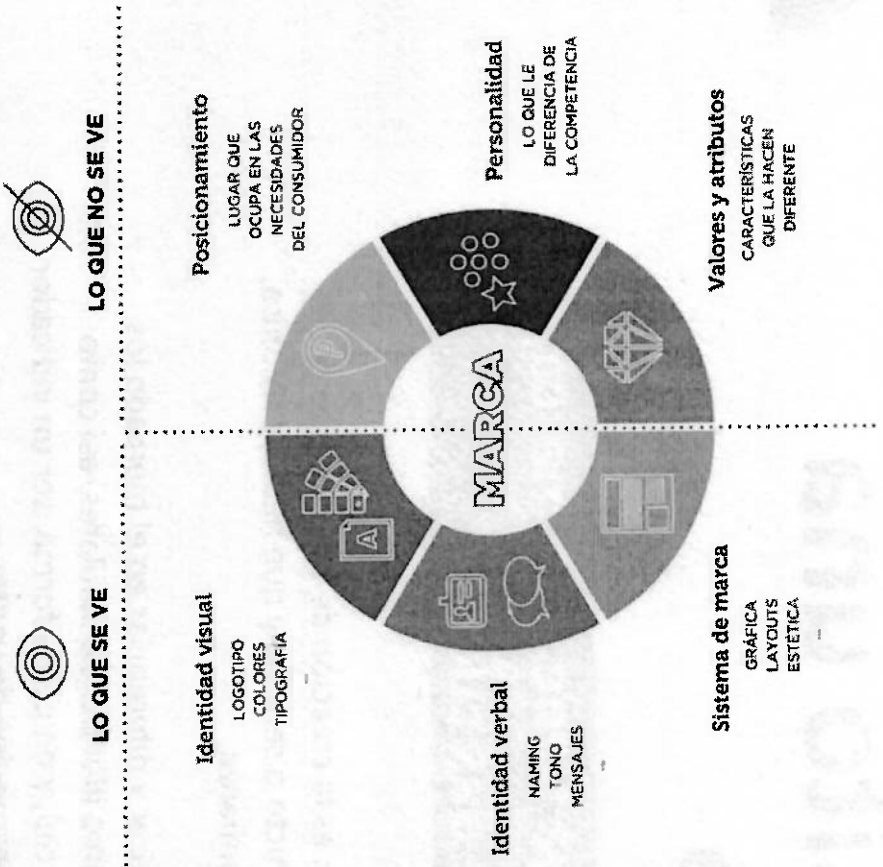 LO QUE SE VE
Identidad visual
LOGOTIPO
COLORES
TIPOGRAFÍA
Identidad verbal
NAMING
TONO
MENSAJES
Sistema de marca
GRÁFICA
LAYOUTS
ESTÉTICA
A
P
MARCA
LO QUE NO SE VE
Posicionamiento
LUGAR QUE
OCUPA EN LAS
NECESIDADES
DEL CONSUMIDOR
Personalidad
LO QUE LE
DIFERENCIA DE
LA COMPETENCIA
Valores y atributos
CARACTERÍSTICAS
QUE LA HACEN
DIFERENTE